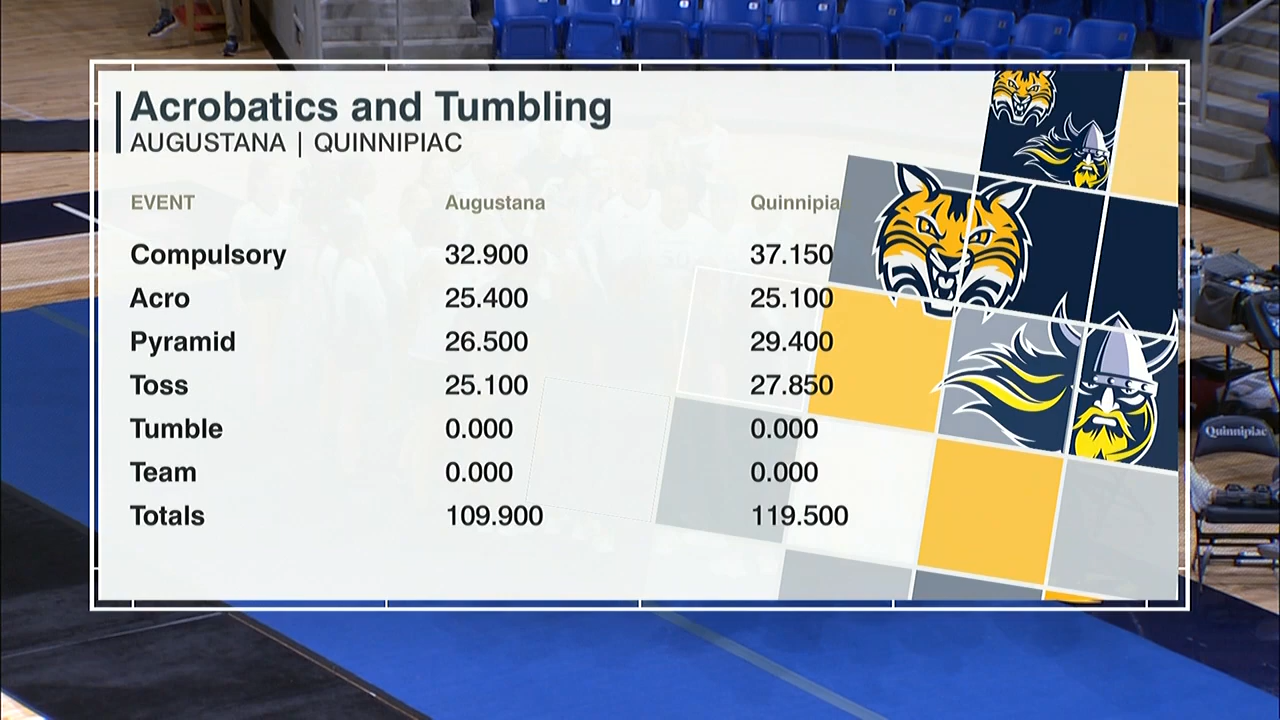 Acrobatics and Tumbling
AUGUSTANA | QUINNIPIAC
EVENT Augustana Quinnipia
Compulsory 32.900 37.150
Acro 25.400 25.100
Pyramid 26.500 29.400
Toss 25.100 27.850
Tumble 0.000 0.000
Team 0.000 0.000
Totals 109.900 119.500
Quinnipiac